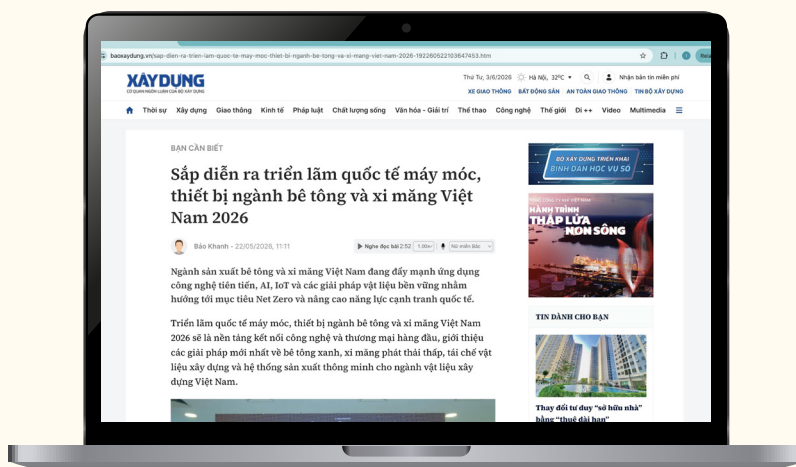 baoxaydung.vn/sap-dien-ra-trien-lam-quoc-te-may-moc-thiet-bi-nganh-be-tong-va-xi-mang-viet-nam-2026-192260522103647453.htm
XÂY DỰNG
CƠ QUAN NGÔN LUẬN CỦA BỘ XÂY DỰNG
Thứ Tư, 3/6/2026
Hà Nội, 32ºC
Nhận bản tin miễn phí
XE GIAO THÔNG BẤT ĐỘNG SẢN AN TOÀN GIAO THÔNG TIN BỘ XÂY DỰNG
Thời sự Xây dựng Giao thông Kinh tế Pháp luật Chất lượng sống Văn hóa - Giải trí Thể thao Công nghệ Thế giới Đi ++ Video Multimedia
BẠN CẦN BIẾT
Sắp diễn ra triển lãm quốc tế máy móc,
thiết bị ngành bê tông và xi măng Việt
Nam 2026
Bảo Khanh - 22/05/2026, 11:11
Nghe đọc bài 2:52 1.00x Nữ miền Bắc
Ngành sản xuất bê tông và xi măng Việt Nam đang đẩy mạnh ứng dụng
công nghệ tiên tiến, AI, IoT và các giải pháp vật liệu bền vững nhằm
hướng tới mục tiêu Net Zero và nâng cao năng lực cạnh tranh quốc tế.
Triển lãm quốc tế máy móc, thiết bị ngành bê tông và xi măng Việt Nam
2026 sẽ là nền tảng kết nối công nghệ và thương mại hàng đầu, giới thiệu
các giải pháp mới nhất về bê tông xanh, xi măng phát thải thấp, tái chế vật
liệu xây dựng và hệ thống sản xuất thông minh cho ngành vật liệu xây
dựng Việt Nam.
BỘ XÂY DỰNG TRIỂN KHAI
BÌNH DÂN HỌC VỤ SỐ
HÀNH TRÌNH
THẮP LỬA
NON SÔNG
TIN DÀNH CHO BẠN
Thay đổi tư duy "sở hữu nhà"
bằng "thuê dài hạn"